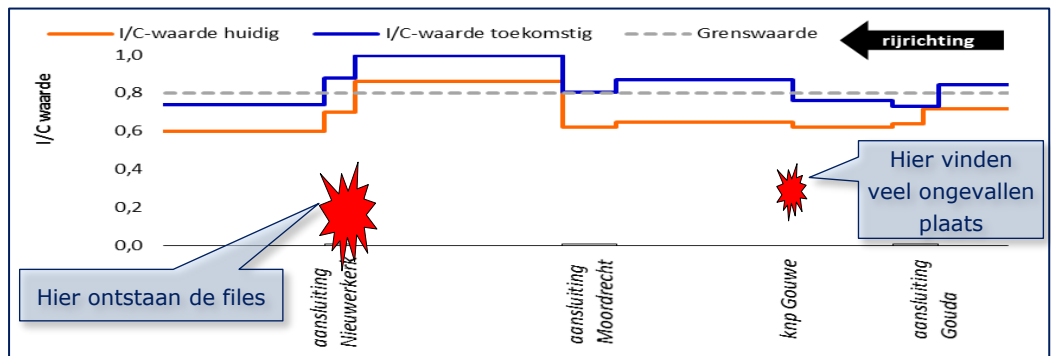 I/C-waarde huidig I/C-waarde toekomstig Grenswaarde rijrichting
I/C waarde
1,0
0,8
0,6
0,4
0,2
0,0
Hier vinden
veel ongevallen
plaats
Hier ontstaan de files
aansluiting
Nieuwerkerk
aansluiting
Moordrecht
knp Gouwe
aansluiting
Gouda